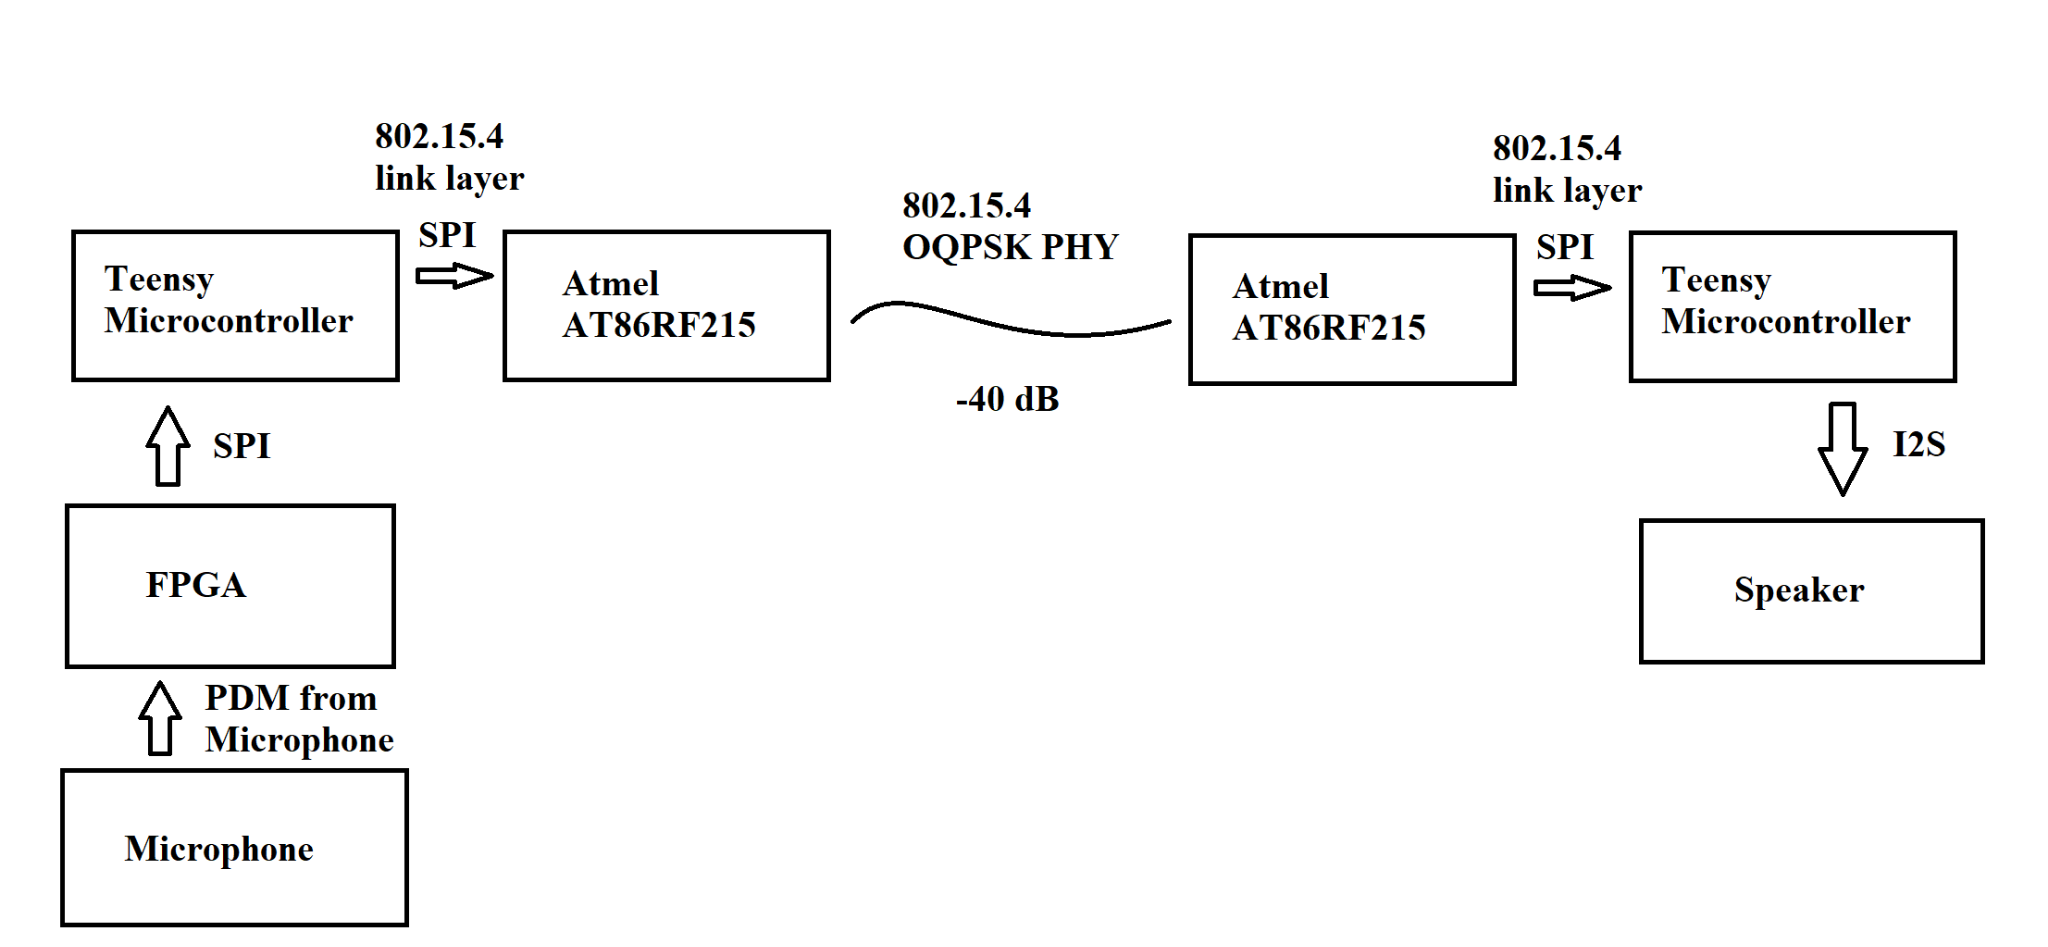 802.15.4
link layer
SPI
Teensy
Microcontroller
Atmel
AT86RF215
802.15.4
OQPSK PHY
-40 dB
Atmel
AT86RF215
802.15.4
link layer
SPI
Teensy
Microcontroller
SPI
I2S
FPGA
Speaker
PDM from
Microphone
Microphone